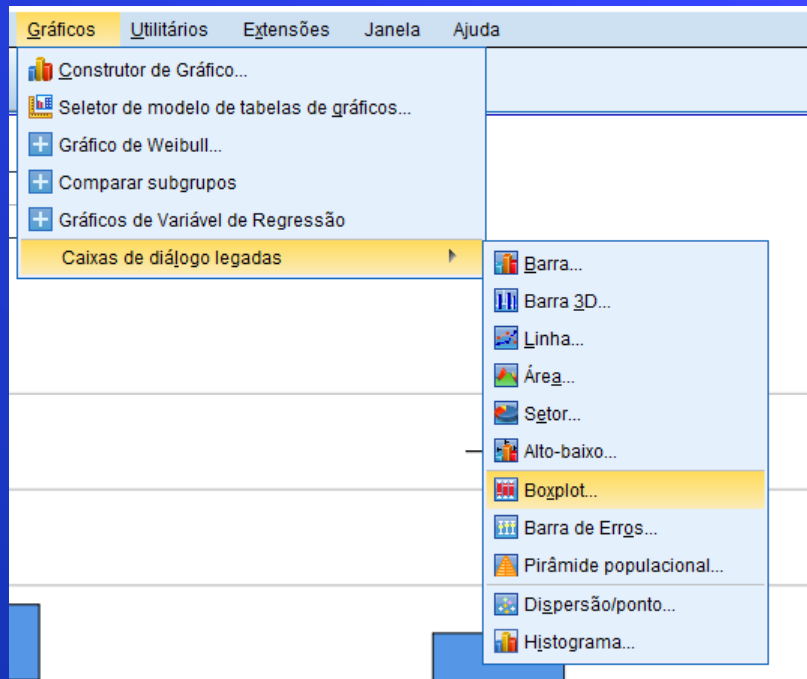 Gráficos Utilitários Extensões Janela Ajuda
Construtor de Gráfico...
Seletor de modelo de tabelas de gráficos...
Gráfico de Weibull...
Comparar subgrupos
Gráficos de Variável de Regressão
Caixas de diálogo legadas
Barra...
Barra 3D...
Linha...
Área...
Setor...
Alto-baixo...
Boxplot...
Barra de Erros...
Pirâmide populacional...
Dispersão/ponto...
Histograma...